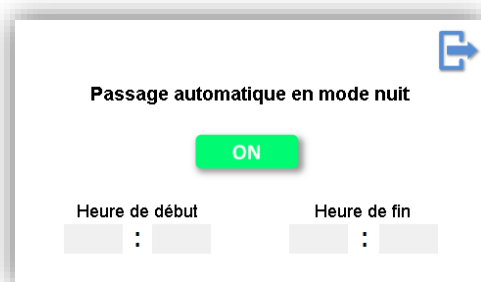 Passage automatique en mode nuit
ON
Heure de début Heure de fin
: :